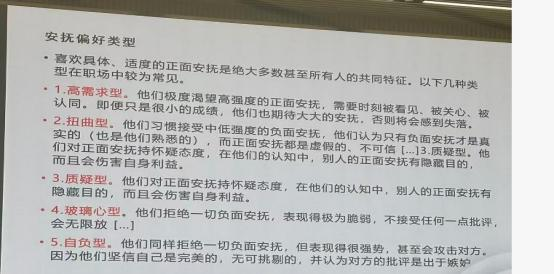 安抚偏好类型
• 喜欢具体、适度的正面安抚是绝大多数甚至所有人的共同特征。以下几种类
型在职场中较为常见。
• 1.高需求型。他们极度渴望高强度的正面安抚，需要时刻被看见、被关心、被
认同。即便只是很小的成绩，他们也期待大大的安抚，否则将会感到失落。
• 2.扭曲型。他们习惯接受中低强度的负面安抚，他们认为只有负面安抚才是真
实的（也是他们熟悉的），而正面安抚都是虚假的、不可信 [...]3.质疑型。他
们对正面安抚持怀疑态度，在他们的认知中，别人的正面安抚有隐藏目的，
而且会伤害自身利益。
• 3.质疑型。他们对正面安抚持怀疑态度，在他们的认知中，别人的正面安抚有
隐藏目的，而且会伤害自身利益。
• 4.玻璃心型。他们拒绝一切负面安抚，表现得极为脆弱，不接受任何一点批评，
会无限放 [...]
• 5.自负型。他们同样拒绝一切负面安抚，但表现得很强势，甚至会攻击对方。
因为他们坚信自己是完美的，无可挑剔的，并认为对方的批评是出于嫉妒